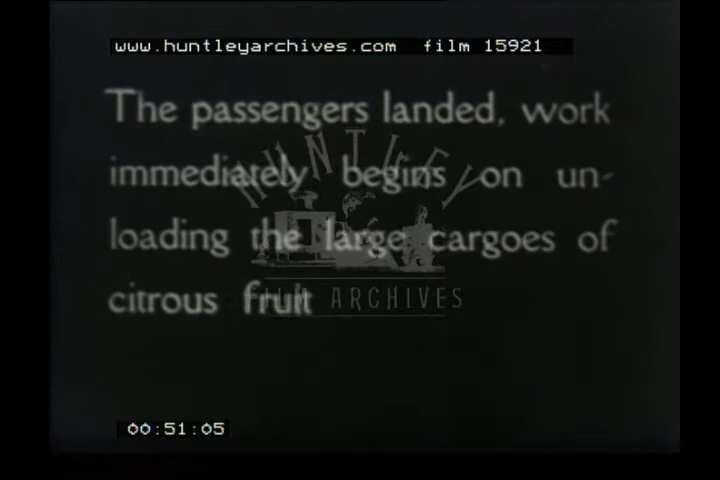 www.huntleyarchives.com film 15921
The passengers landed, work
immediately begins on un-
loading the large cargoes of
citrous fruit
HUNTLEY
FILM ARCHIVES
00:51:05